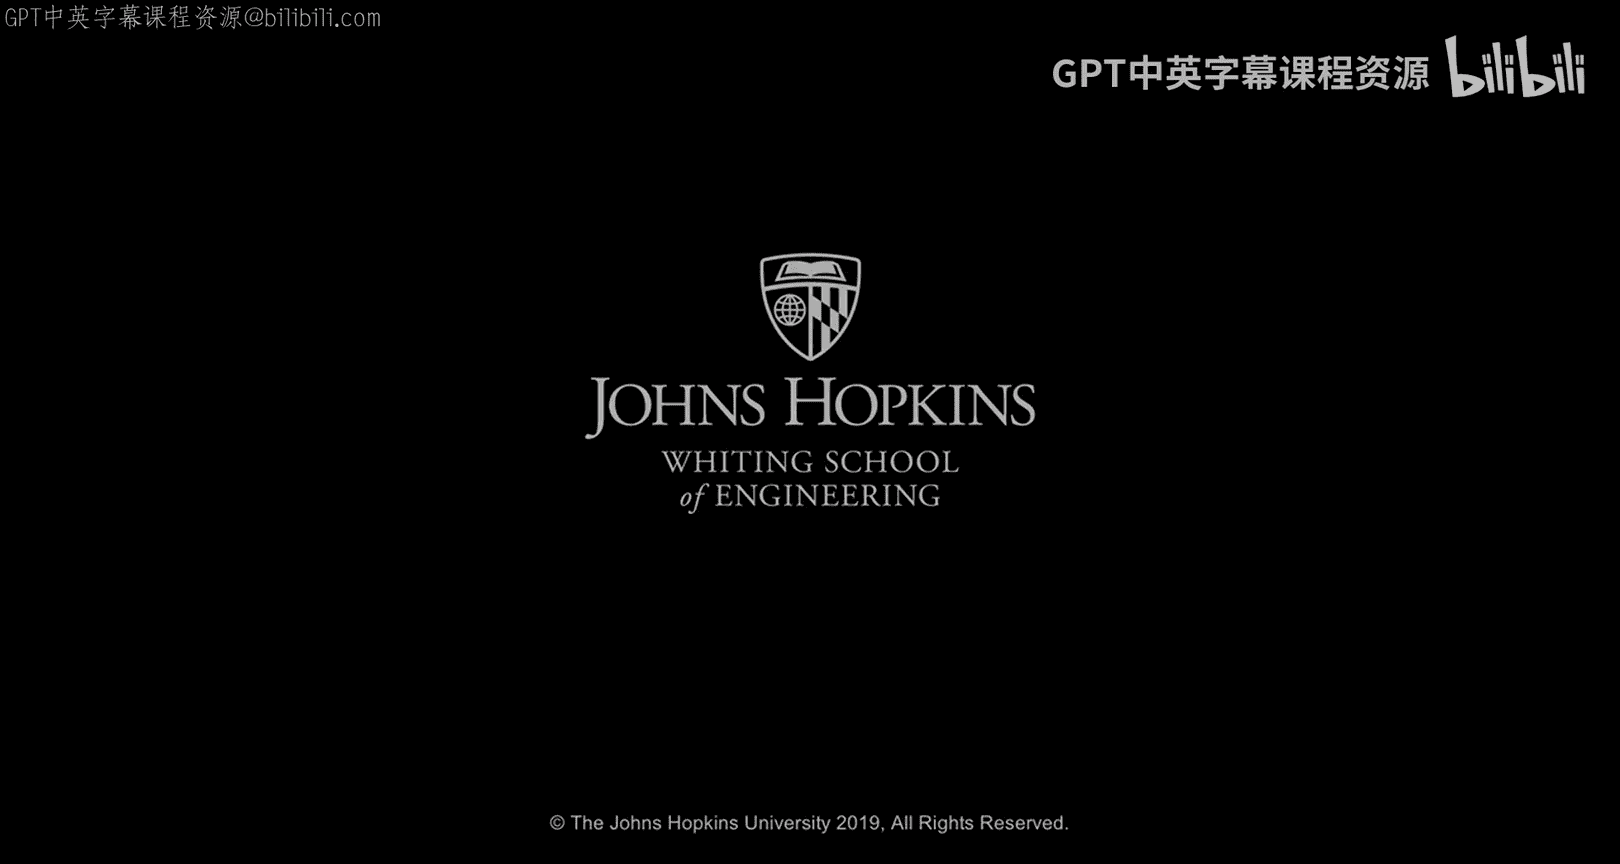 GPT中英字幕课程资源@bilibili.com
GPT中英字幕课程资源 bilibili
JOHNS HOPKINS
WHITING SCHOOL
of ENGINEERING
© The Johns Hopkins University 2019, All Rights Reserved.